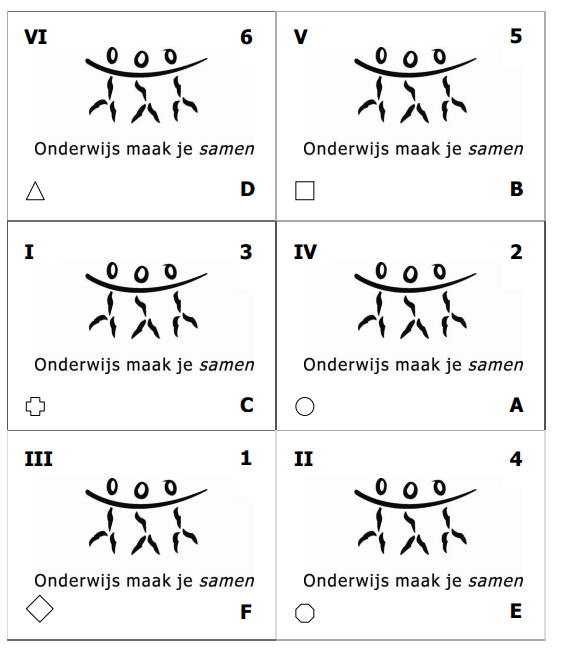 VI 6
Onderwijs maak je samen
D
V 5
Onderwijs maak je samen
B
I 3
Onderwijs maak je samen
C
IV 2
Onderwijs maak je samen
A
III 1
Onderwijs maak je samen
F
II 4
Onderwijs maak je samen
E